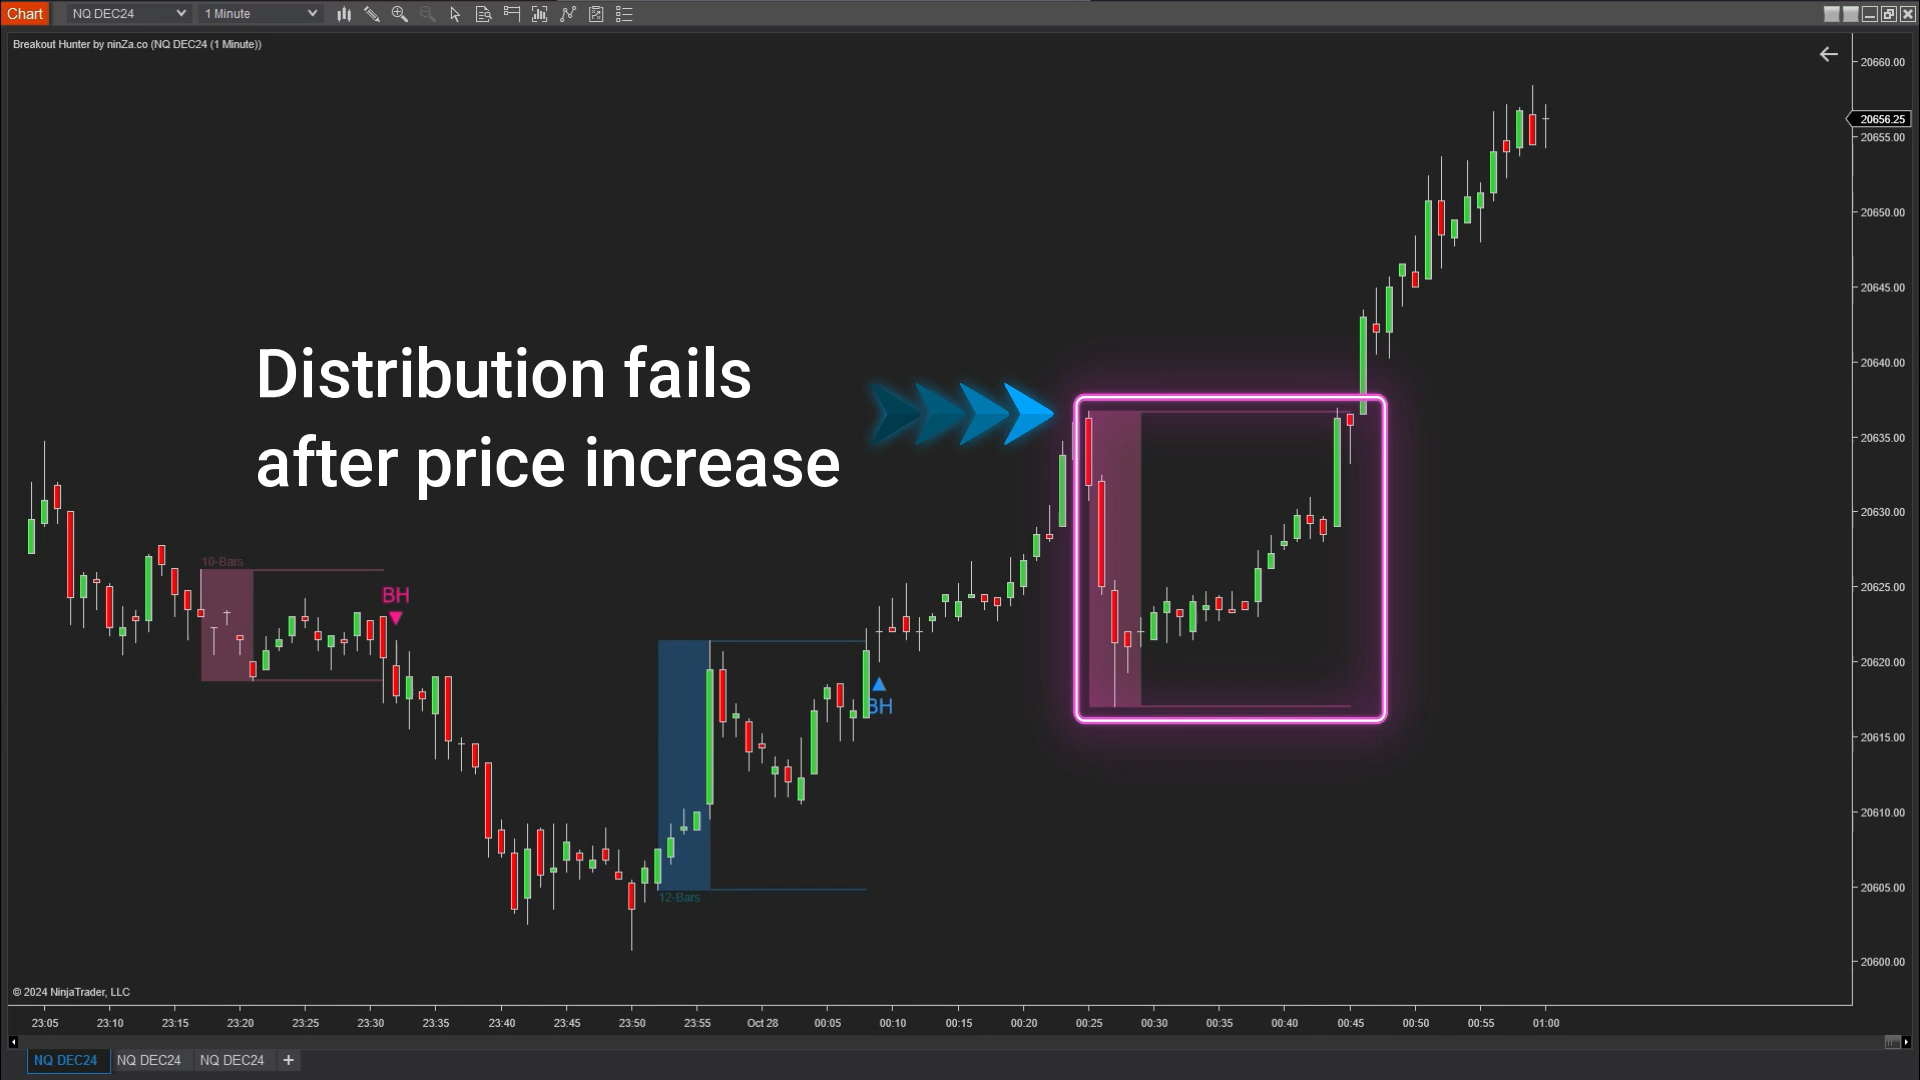 Chart NQ DEC24 1 Minute
Breakout Hunter by ninZa.co (NQ DEC24 (1 Minute))
20660.00
20656.25
20655.00
20650.00
20645.00
20640.00
Distribution fails
after price increase
20635.00
20630.00
10-Bars
BH
20625.00
20620.00
BH
20615.00
20610.00
12-Bars
20605.00
20600.00
© 2024 NinjaTrader, LLC
23:05 23:10 23:15 23:20 23:25 23:30 23:35 23:40 23:45 23:50 23:55 Oct 28 00:05 00:10 00:15 00:20 00:25 00:30 00:35 00:40 00:45 00:50 00:55 01:00
NQ DEC24 NQ DEC24 NQ DEC24 +